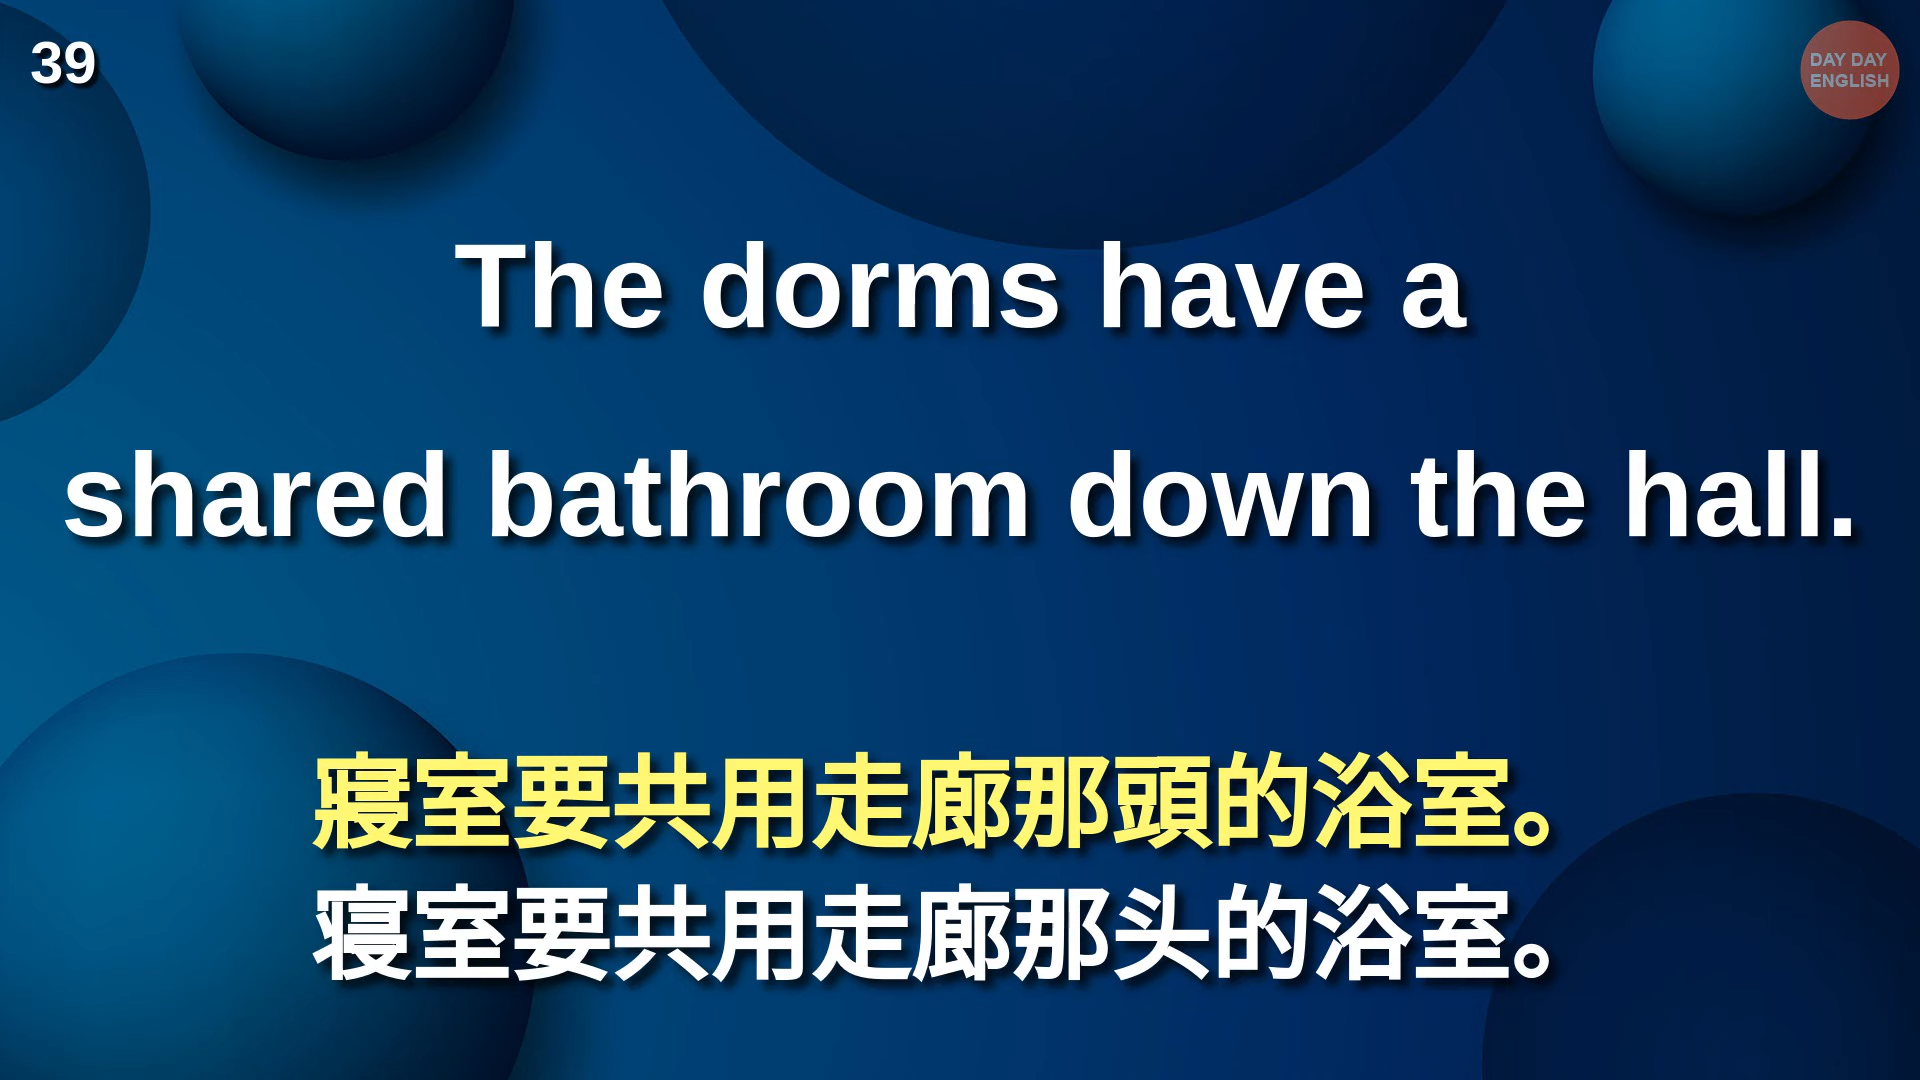 39
DAY DAY
ENGLISH
The dorms have a
shared bathroom down the hall.
寢室要共用走廊那頭的浴室。
寝室要共用走廊那头的浴室。